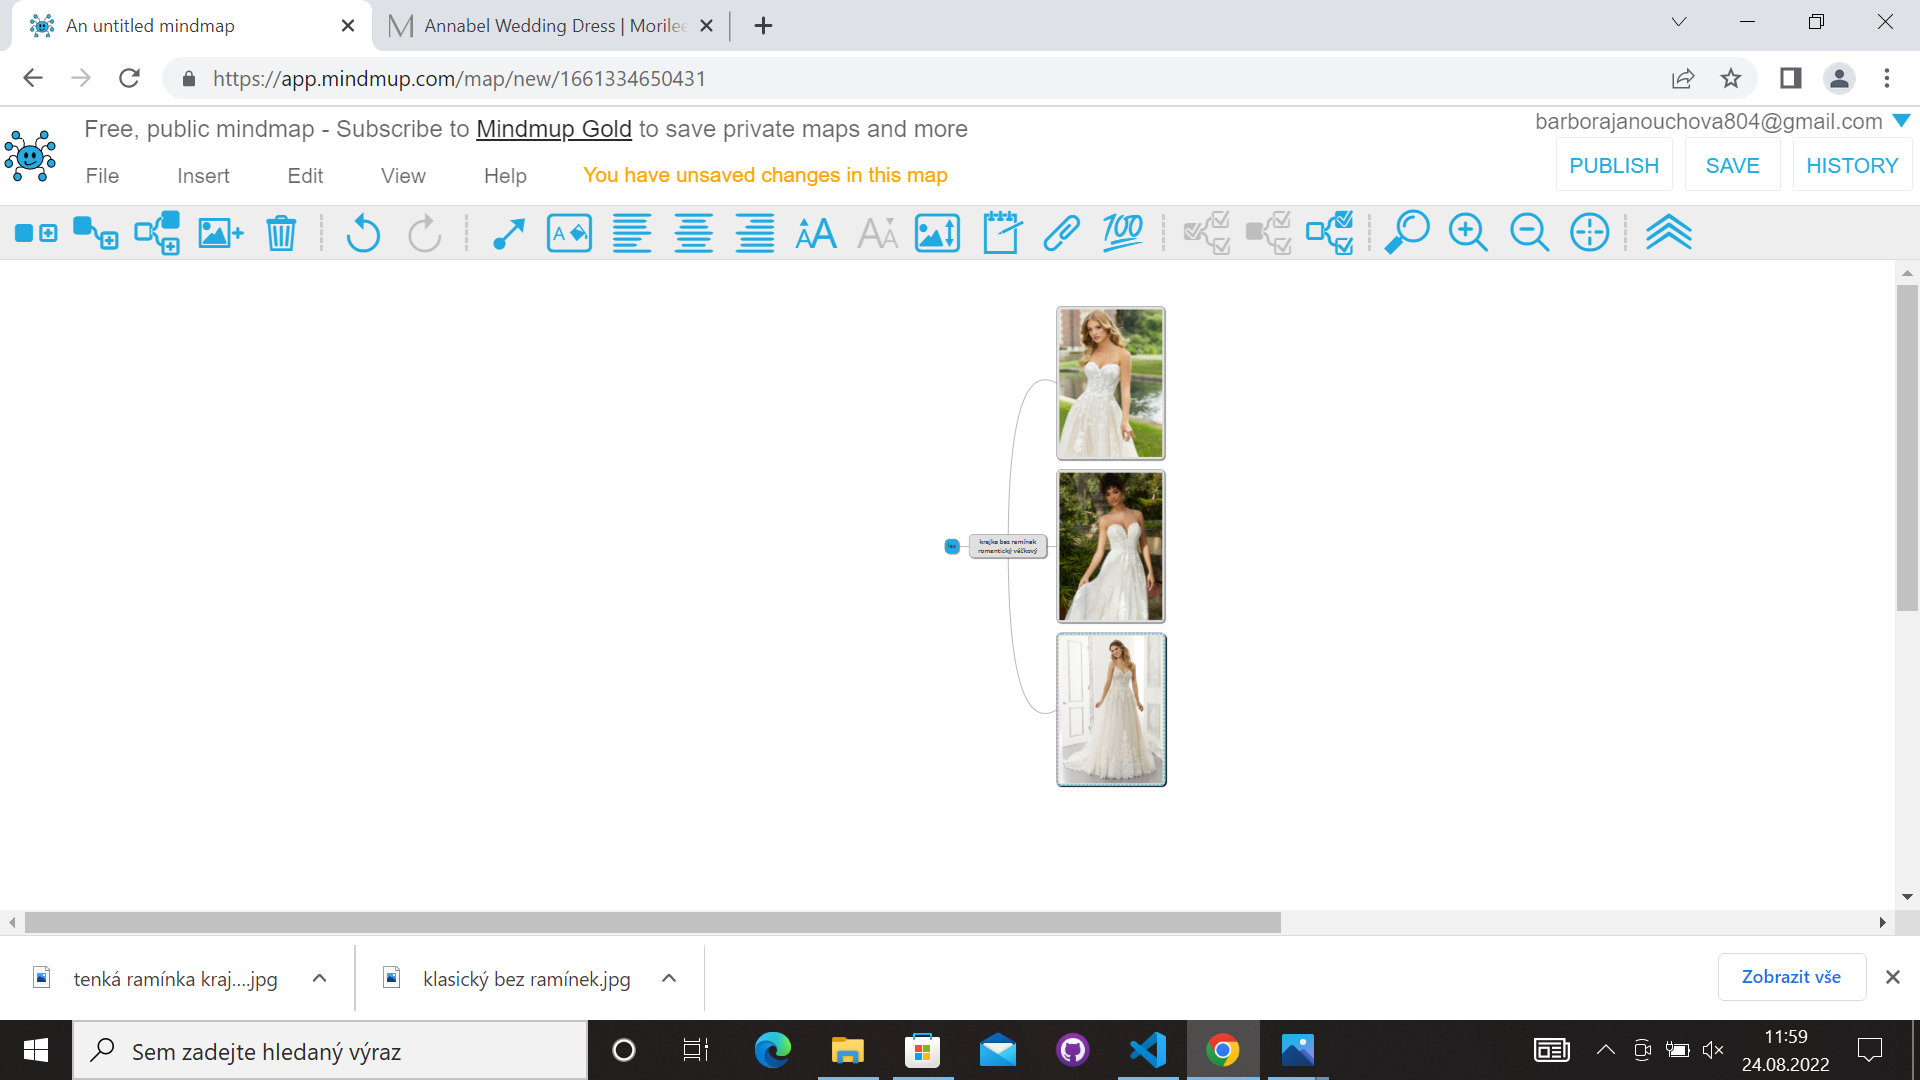 An untitled mindmap
Annabel Wedding Dress | Morilee
https://app.mindmup.com/map/new/1661334650431
Free, public mindmap - Subscribe to Mindmup Gold to save private maps and more
barborajanouchova804@gmail.com
File Insert Edit View Help
You have unsaved changes in this map
PUBLISH SAVE HISTORY
A AA AA 100
krajka bez ramínek
romantický véčkový
tenká ramínka kraj....jpg
klasický bez ramínek.jpg
Zobrazit vše
Sem zadejte hledaný výraz
11:59
24.08.2022